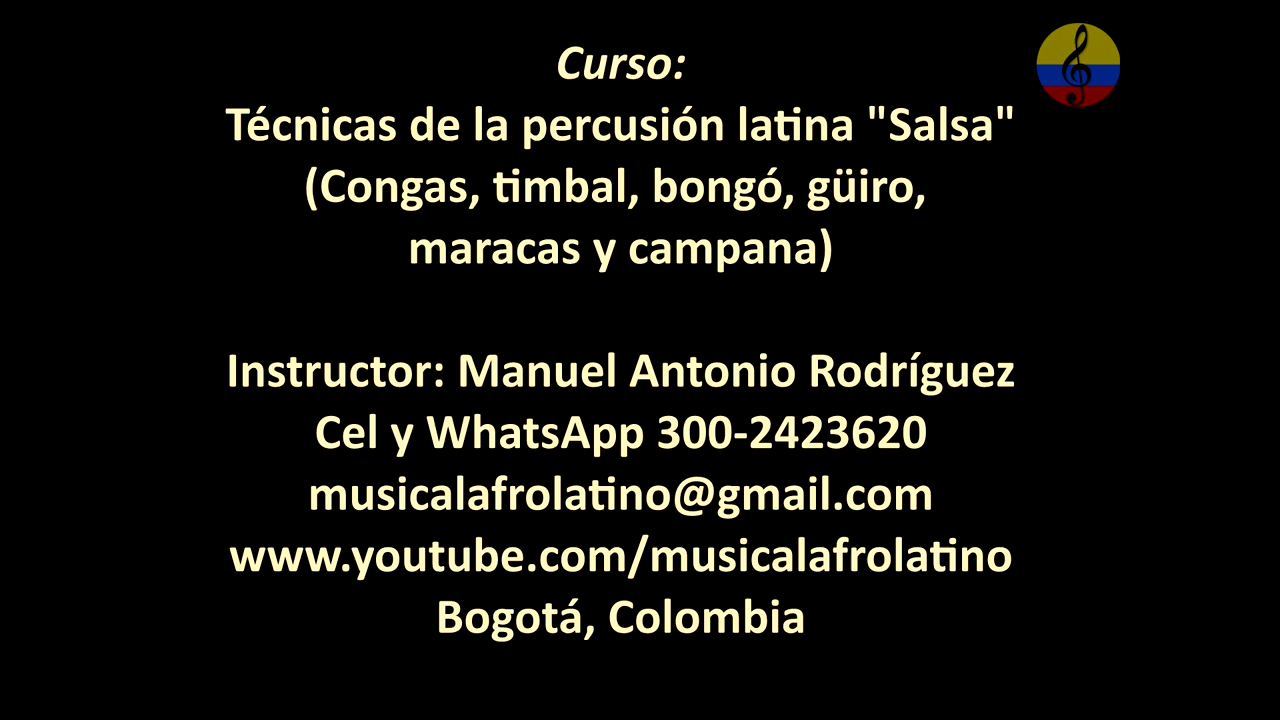 Curso:
Técnicas de la percusión latina "Salsa"
(Congas, timbal, bongó, güiro,
maracas y campana)
Instructor: Manuel Antonio Rodríguez
Cel y WhatsApp 300-2423620
musicalafrolatino@gmail.com
www.youtube.com/musicalafrolatino
Bogotá, Colombia